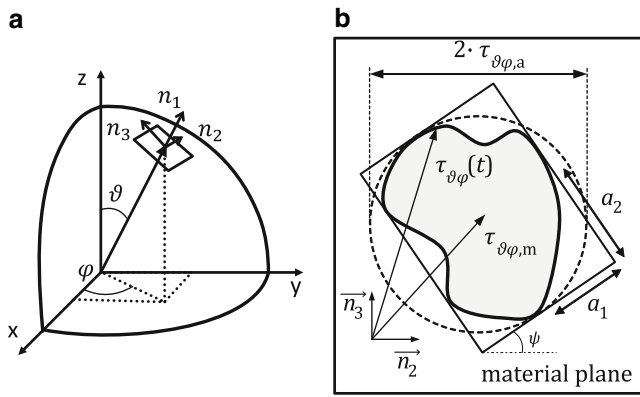 a
z
n₁
n₃
n₂
ϑ
φ
y
x
b
2· τϑφ,a
τϑφ(t)
a₂
τϑφ,m
a₁
n₃
n₂
ψ
material plane